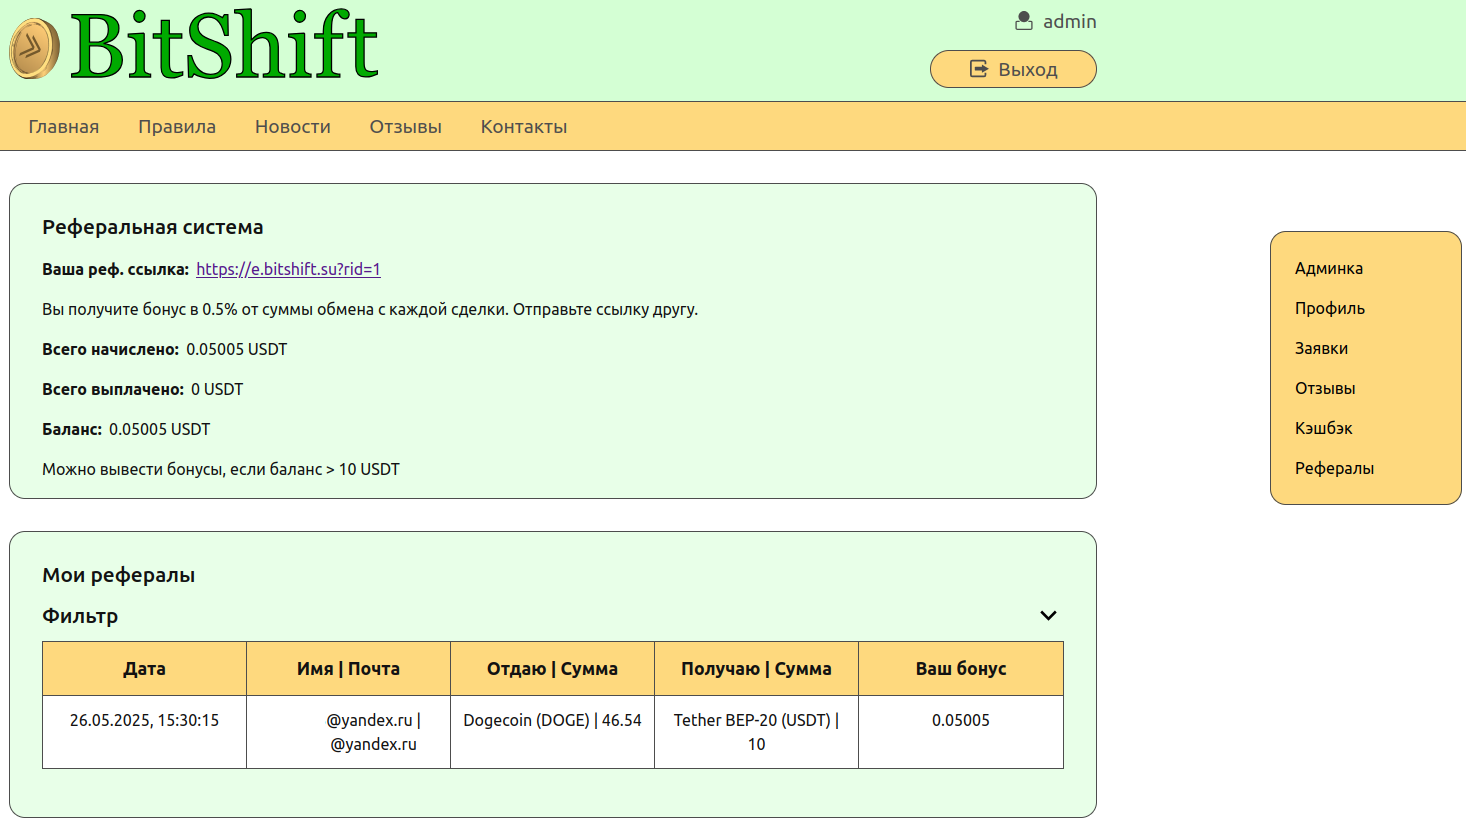 BitShift
admin
Выход
Главная Правила Новости Отзывы Контакты
Реферальная система
Ваша реф. ссылка: https://e.bitshift.su?rid=1
Вы получите бонус в 0.5% от суммы обмена с каждой сделки. Отправьте ссылку другу.
Всего начислено: 0.05005 USDT
Всего выплачено: 0 USDT
Баланс: 0.05005 USDT
Можно вывести бонусы, если баланс > 10 USDT
Админка
Профиль
Заявки
Отзывы
Кэшбэк
Рефералы
Мои рефералы
Фильтр
Дата Имя | Почта Отдаю | Сумма Получаю | Сумма Ваш бонус
26.05.2025, 15:30:15 @yandex.ru | Dogecoin (DOGE) | 46.54 Tether BEP-20 (USDT) | 0.05005
@yandex.ru 10